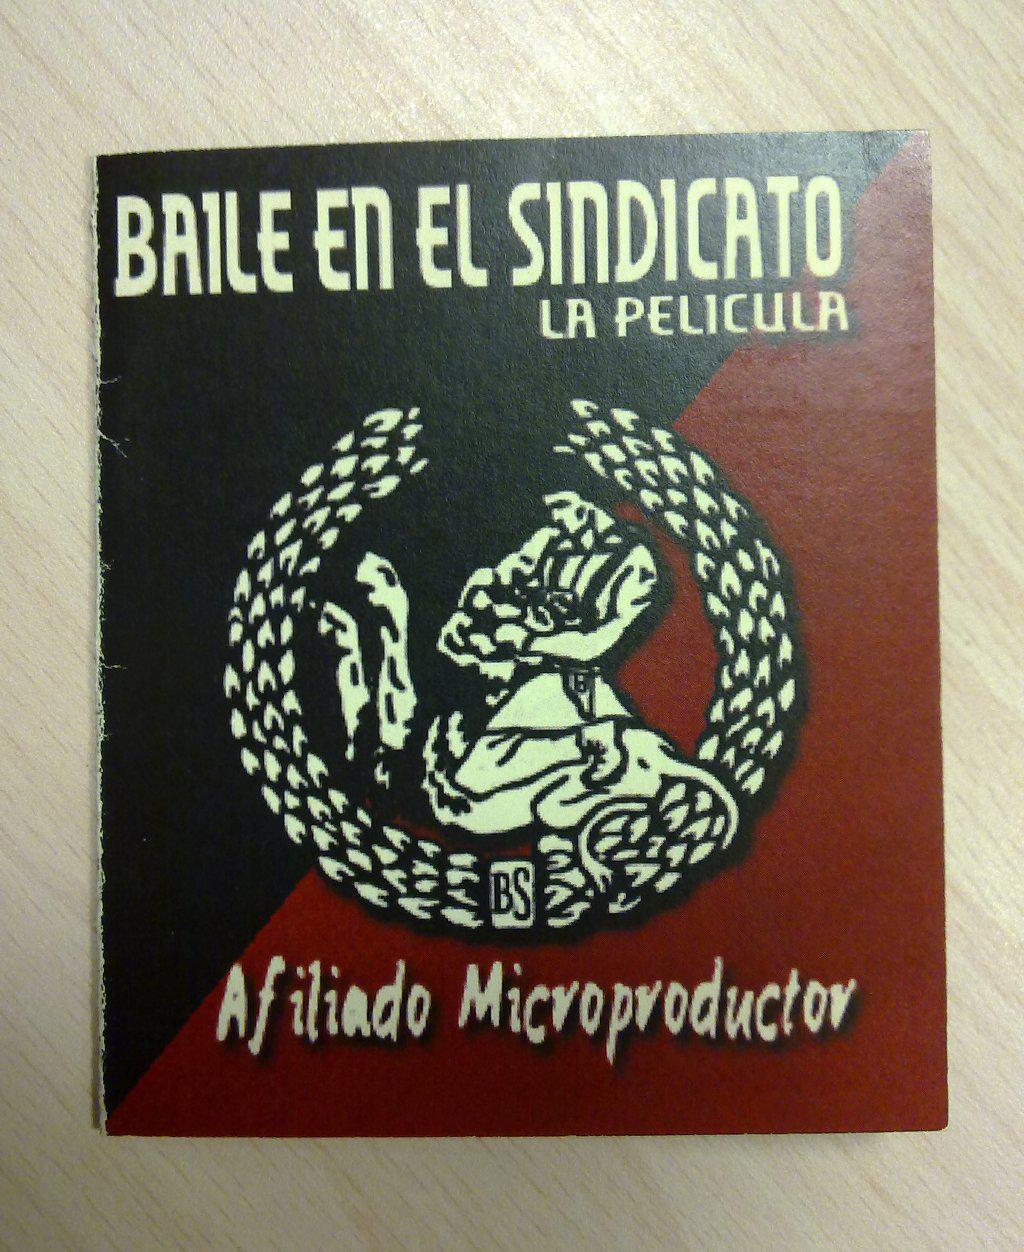 BAILE EN EL SINDICATO
LA PELICULA
BS
Afiliado Microproductor